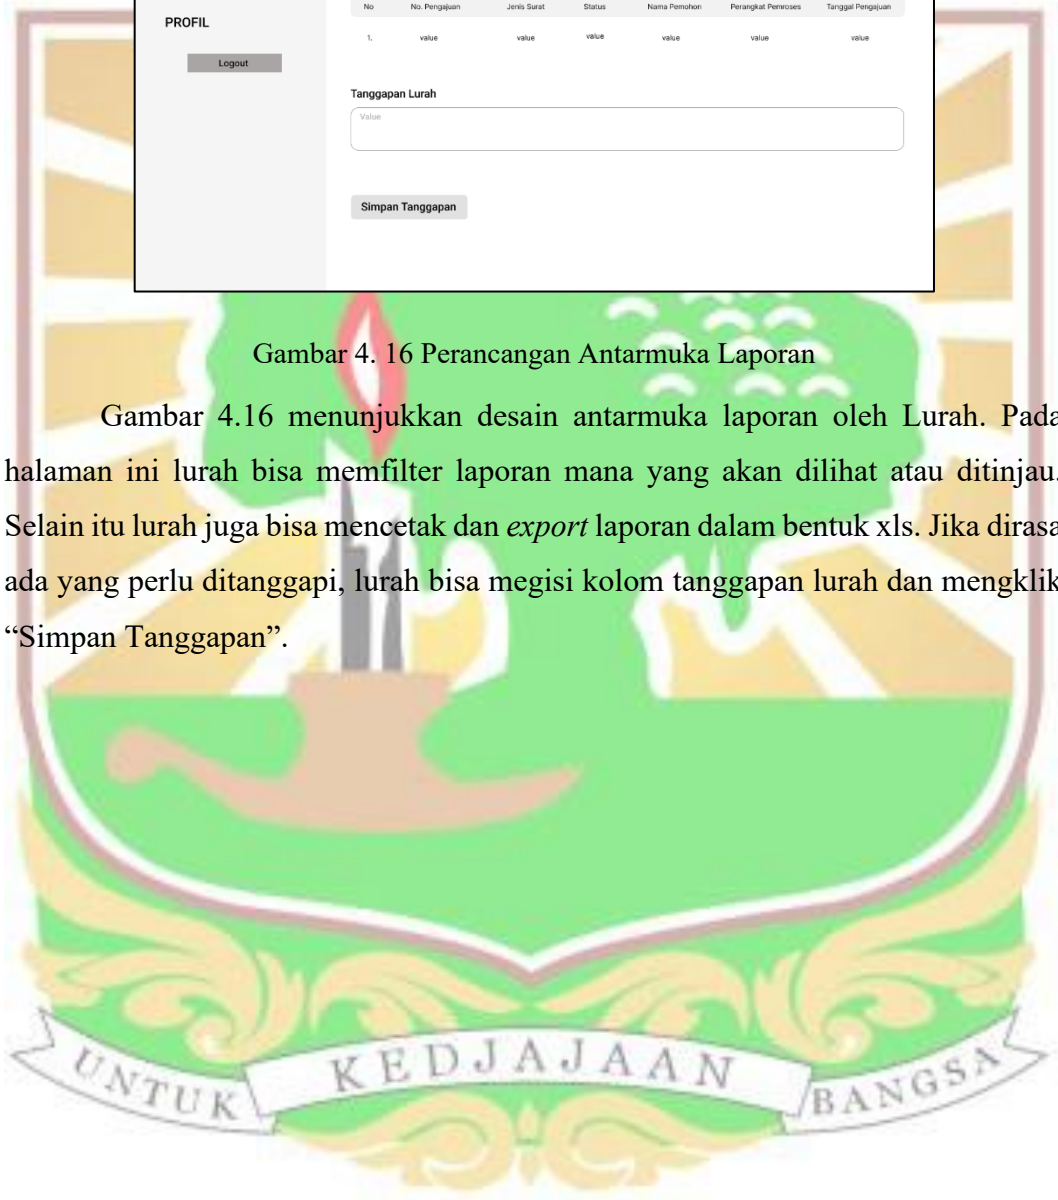 No No. Pengajuan Jenis Surat Status Nama Pemohon Perangkat Pemroses Tanggal Pengajuan
PROFIL
1. value value value value value value
Logout
Tanggapan Lurah
Value
Simpan Tanggapan
Gambar 4. 16 Perancangan Antarmuka Laporan
Gambar 4.16 menunjukkan desain antarmuka laporan oleh Lurah. Pada
halaman ini lurah bisa memfilter laporan mana yang akan dilihat atau ditinjau.
Selain itu lurah juga bisa mencetak dan export laporan dalam bentuk xls. Jika dirasa
ada yang perlu ditanggapi, lurah bisa megisi kolom tanggapan lurah dan mengklik
“Simpan Tanggapan”.
UNTUK KEDJAJAAN BANGSA